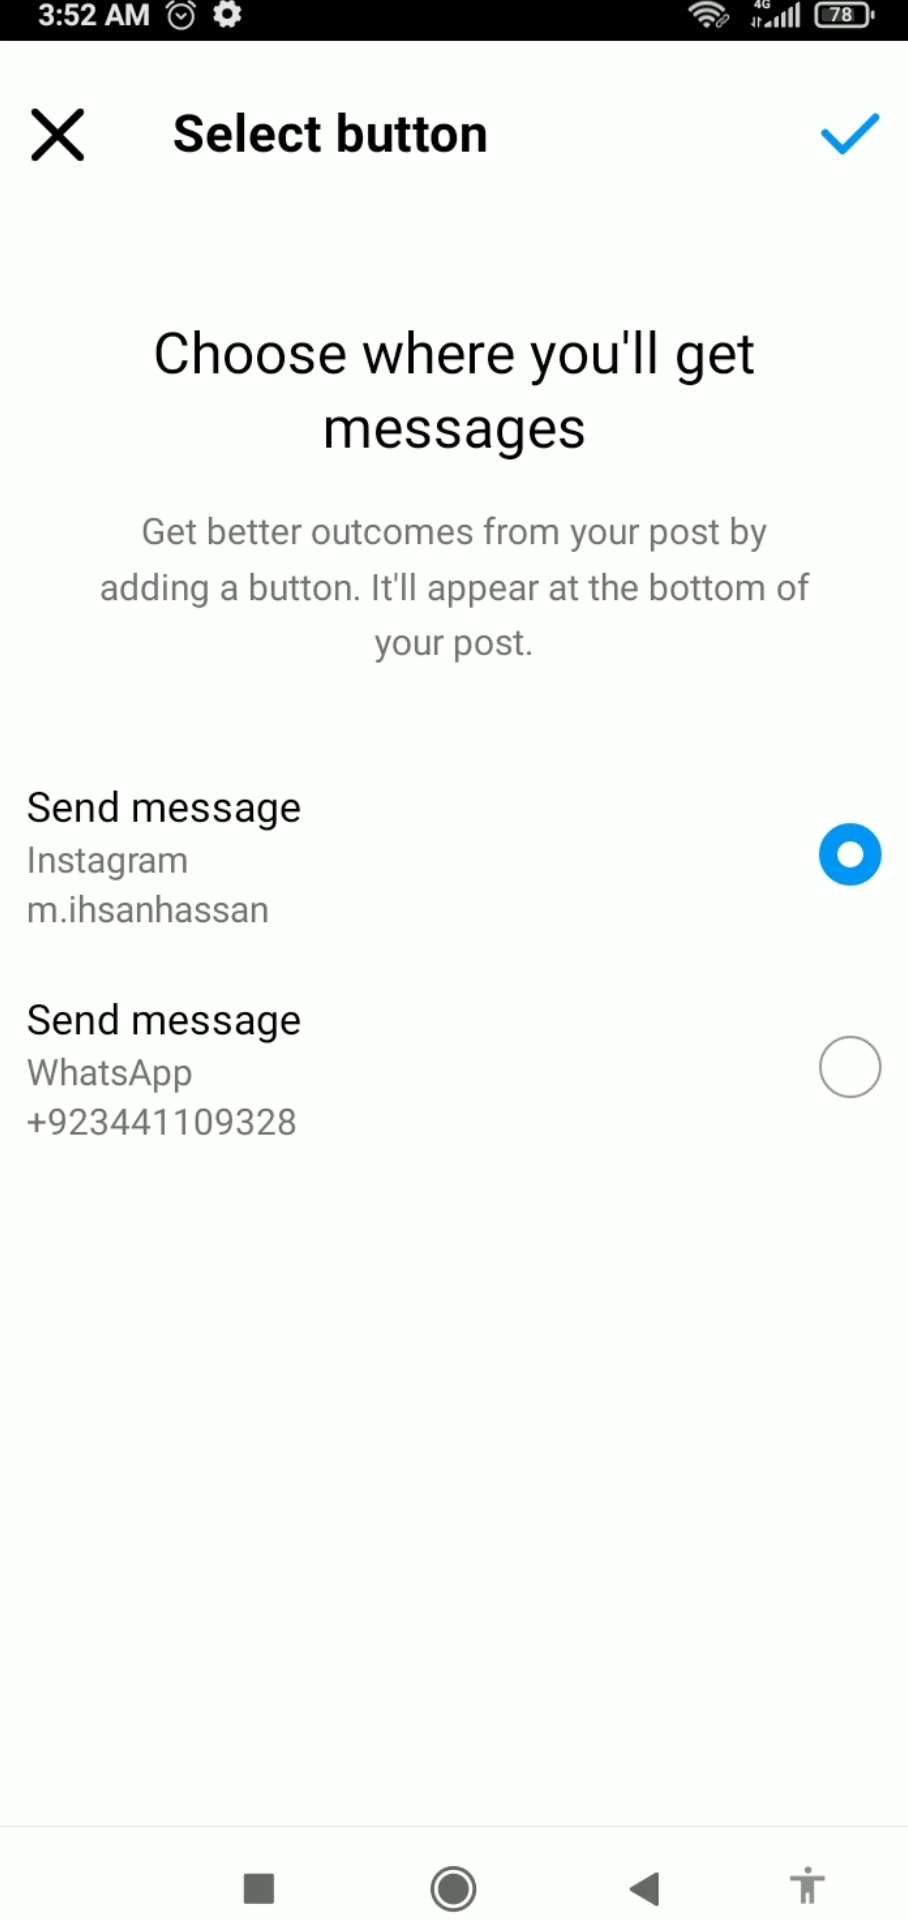 3:52 AM
4G
78
Select button
Choose where you'll get
messages
Get better outcomes from your post by
adding a button. It'll appear at the bottom of
your post.
Send message
Instagram
m.ihsanhassan
Send message
WhatsApp
+923441109328